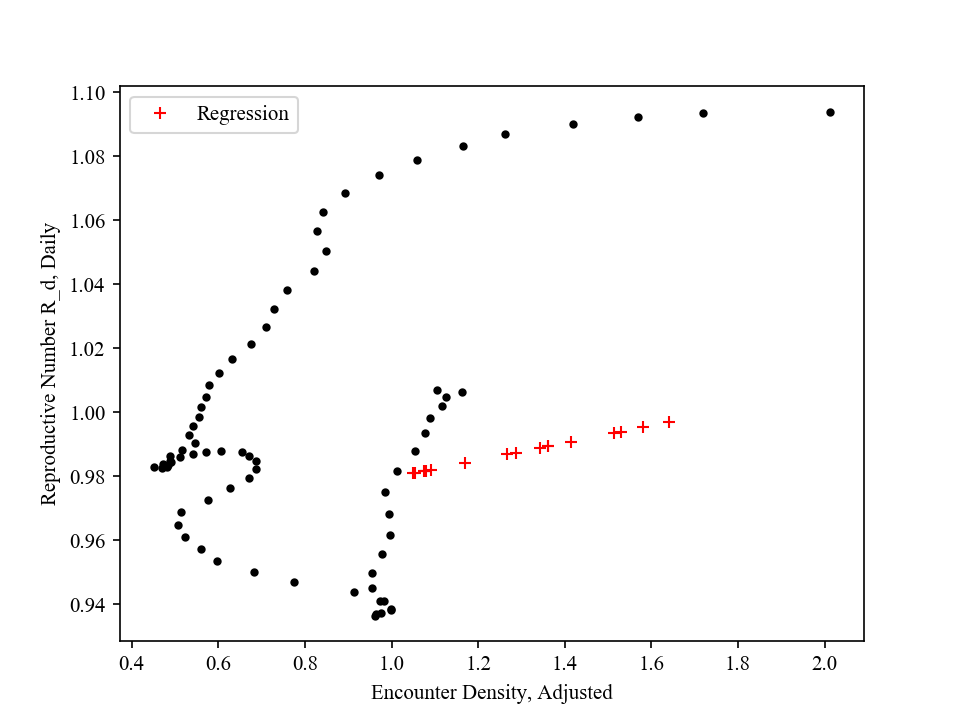 Regression
1.10
1.08
1.06
1.04
1.02
1.00
0.98
0.96
0.94
Reproductive Number R_d, Daily
0.4 0.6 0.8 1.0 1.2 1.4 1.6 1.8 2.0
Encounter Density, Adjusted